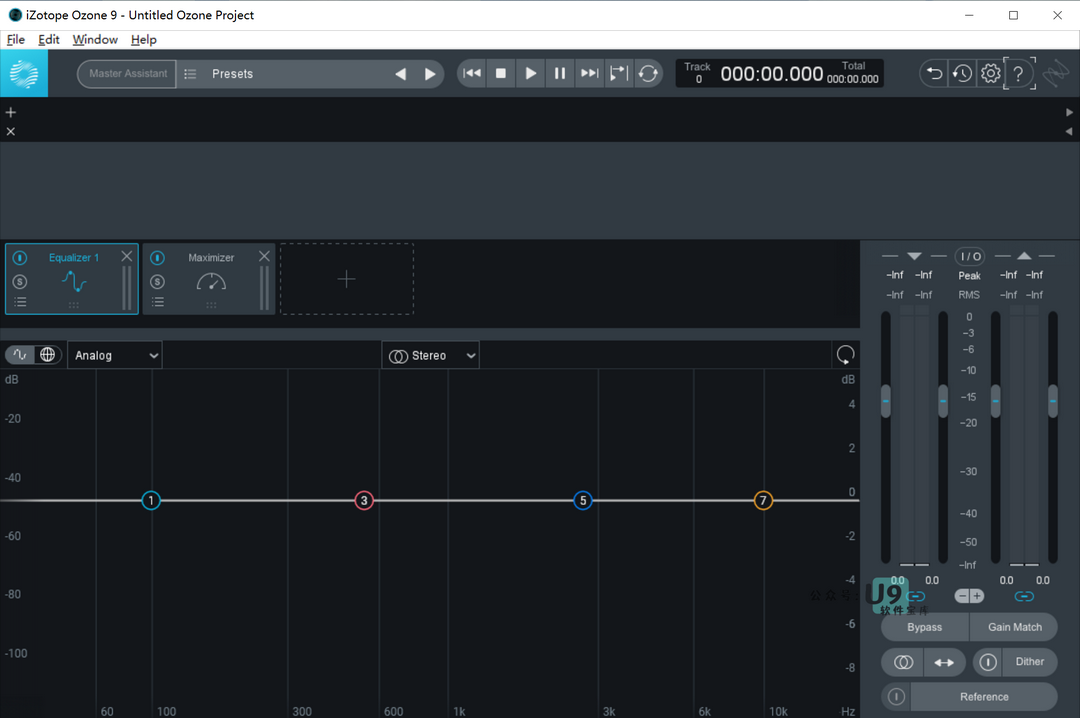 iZotope Ozone 9 - Untitled Ozone Project
File Edit Window Help
Master Assistant Presets Track 0 000:00.000 Total 000:00.000 ?
Equalizer 1 Maximizer I / O
S S
-Inf -Inf Peak -Inf -Inf
-Inf -Inf RMS -Inf -Inf
0
-3
-6
-10
-15
-20
-30
-40
-50
-Inf
0.0 0.0 0.0 0.0
Analog Stereo
dB dB
-20 4
2
-40 0
1 3 5 7
-60 -2
-80 -4
-6
-100 -8
60 100 300 600 1k 3k 6k 10k Hz
公众号: U9
软件宝库
Bypass Gain Match
Dither
Reference